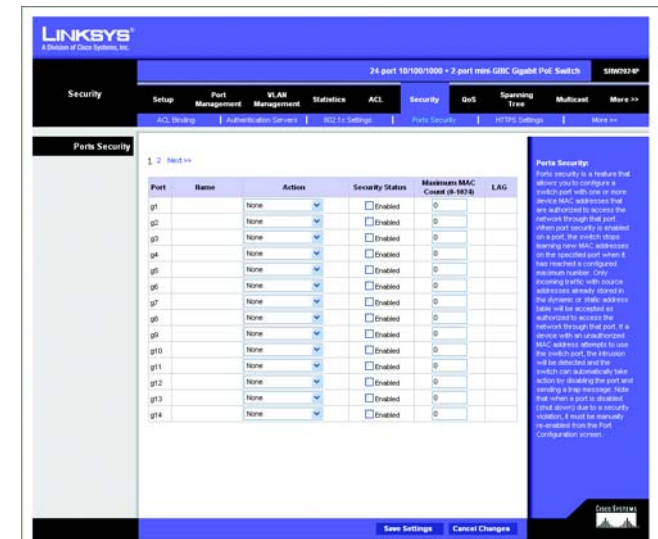 LINKSYS®
A Division of Cisco Systems, Inc.
24-port 10/100/1000 + 2-port mini-GBIC Gigabit PoE Switch SRW2024P
Security
Setup Port Management VLAN Management Statistics ACL Security QoS Spanning Tree Multicast More >>
ACL Binding | Authentication Servers | 802.1x Settings | Ports Security | HTTPS Settings | More >>
Ports Security
1 2 Next >>
Port Name Action Security Status Maximum MAC Count (0-1024) LAG
g1 None Enabled 0
g2 None Enabled 0
g3 None Enabled 0
g4 None Enabled 0
g5 None Enabled 0
g6 None Enabled 0
g7 None Enabled 0
g8 None Enabled 0
g9 None Enabled 0
g10 None Enabled 0
g11 None Enabled 0
g12 None Enabled 0
g13 None Enabled 0
g14 None Enabled 0
Ports Security:
Ports security is a feature that
allows you to configure a
switch port with one or more
device MAC addresses that
are authorized to access the
network through that port.
When port security is enabled
on a port, the switch stops
learning new MAC addresses
on the specified port when it
has reached a configured
maximum number. Only
incoming traffic with source
addresses already stored in
the dynamic or static address
table will be accepted as
authorized to access the
network through that port. If a
device with an unauthorized
MAC address attempts to use
the switch port, the intrusion
will be detected and the
switch can automatically take
action by disabling the port and
sending a trap message. Note
that when a port is disabled
(shut down) due to a security
violation, it must be manually
re-enabled from the Port
Configuration screen.
Save Settings Cancel Changes
CISCO SYSTEMS